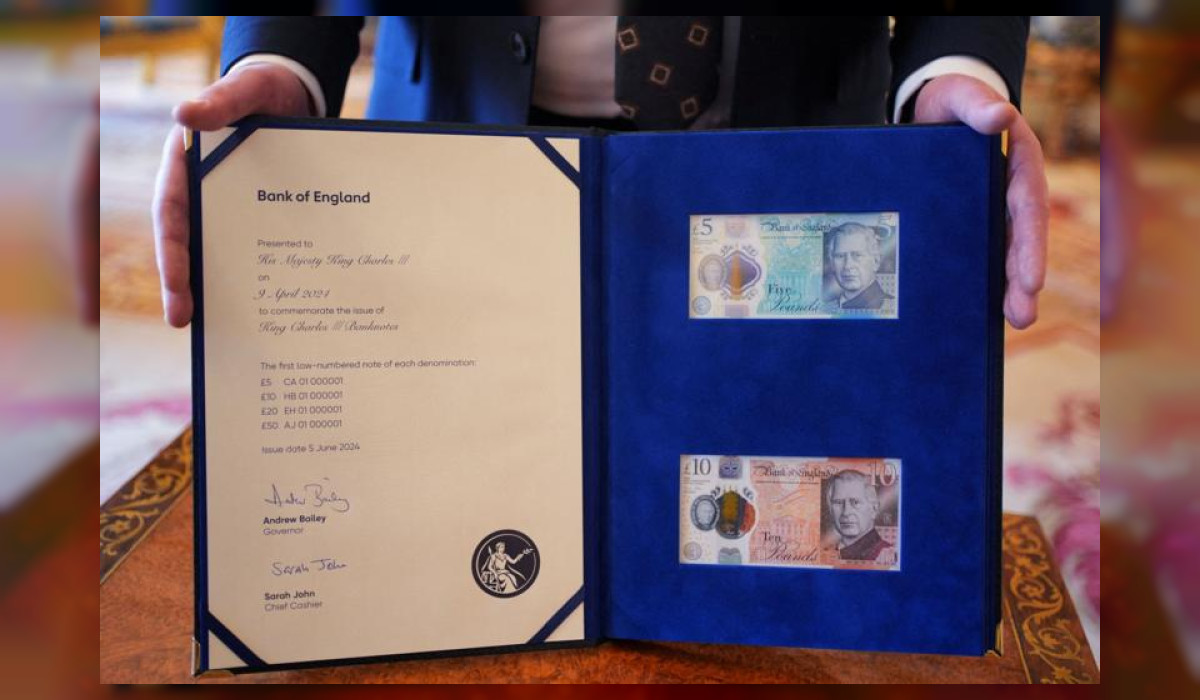 Bank of England
Presented to
His Majesty King Charles III
on
9 April 2024
to commemorate the issue of
King Charles III Banknotes
The first low-numbered note of each denomination:
£5 CA 01 000001
£10 HB 01 000001
£20 EH 01 000001
£50 AJ 01 000001
Issue date 5 June 2024
Andrew Bailey
Andrew Bailey
Governor
Sarah John
Sarah John
Chief Cashier
£5
Bank of England
5
Five
Pounds
£10
Bank of England
10
Ten
Pounds